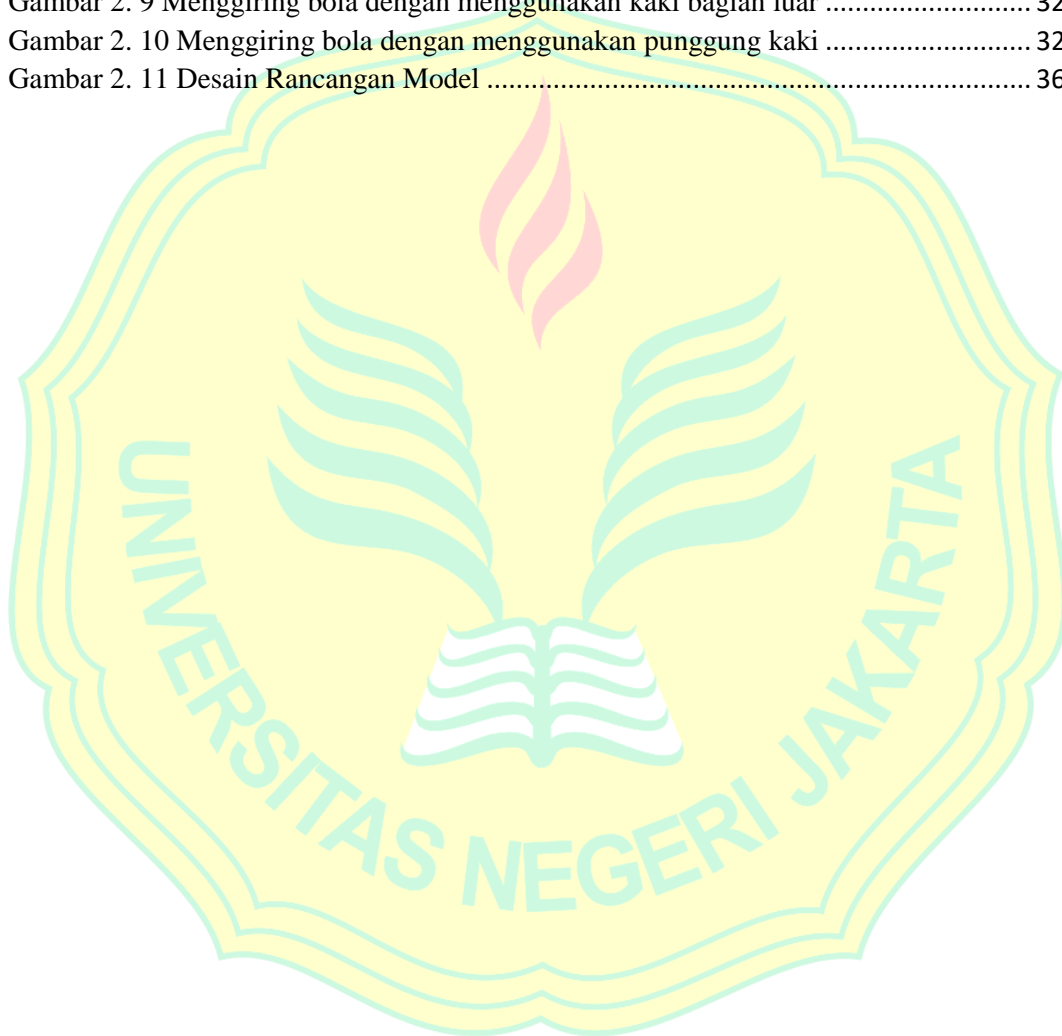 Gambar 2. 9 Menggiring bola dengan menggunakan kaki bagian luar ............................... 32
Gambar 2. 10 Menggiring bola dengan menggunakan punggung kaki ............................... 32
Gambar 2. 11 Desain Rancangan Model .................................................................................. 36
UNIVERSITAS NEGERI JAKARTA